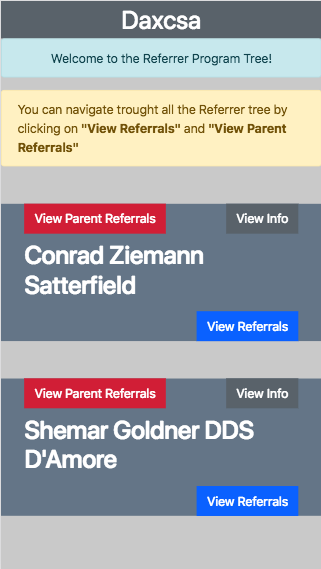 Daxcsa
Welcome to the Referrer Program Tree!
You can navigate trought all the Referrer tree by
clicking on "View Referrals" and "View Parent
Referrals"
View Parent Referrals View Info
Conrad Ziemann
Satterfield
View Referrals
View Parent Referrals View Info
Shemar Goldner DDS
D'Amore
View Referrals